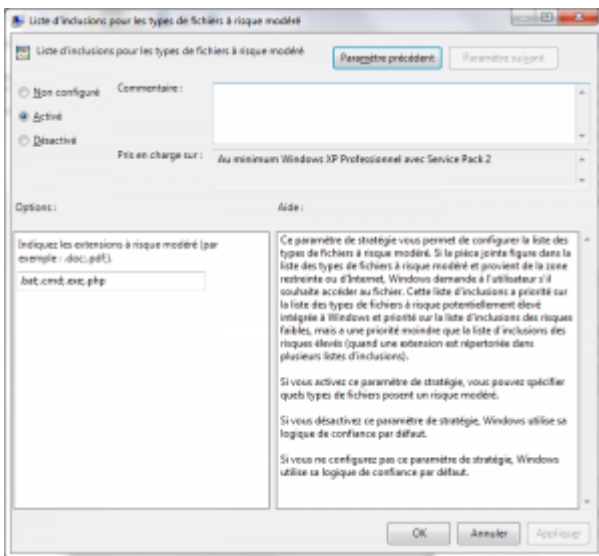 Liste d'inclusions pour les types de fichiers à risque modéré
Liste d'inclusions pour les types de fichiers à risque modéré
Paramètre précédent
Paramètre suivant
Non configuré
Commentaire :
Activé
Désactivé
Pris en charge sur :
Au minimum Windows XP Professionnel avec Service Pack 2
Options :
Aide :
Indiquez les extensions à risque modéré (par
exemple : .doc;.pdf;).
.bat;.cmd;.exe;.php
Ce paramètre de stratégie vous permet de configurer la liste des
types de fichiers à risque modéré. Si la pièce jointe figure dans la
liste des types de fichiers à risque modéré et provient de la zone
restreinte ou d'Internet, Windows demande à l'utilisateur s'il
souhaite accéder au fichier. Cette liste d'inclusions a priorité sur
la liste des types de fichiers à risque potentiellement élevé
intégrée à Windows et priorité sur la liste d'inclusions des risques
faibles, mais a une priorité moindre que la liste d'inclusions des
risques élevés (quand une extension est répertoriée dans
plusieurs listes d'inclusions).
Si vous activez ce paramètre de stratégie, vous pouvez spécifier
quels types de fichiers posent un risque modéré.
Si vous désactivez ce paramètre de stratégie, Windows utilise sa
logique de confiance par défaut.
Si vous ne configurez pas ce paramètre de stratégie, Windows
utilise sa logique de confiance par défaut.
OK
Annuler
Appliquer